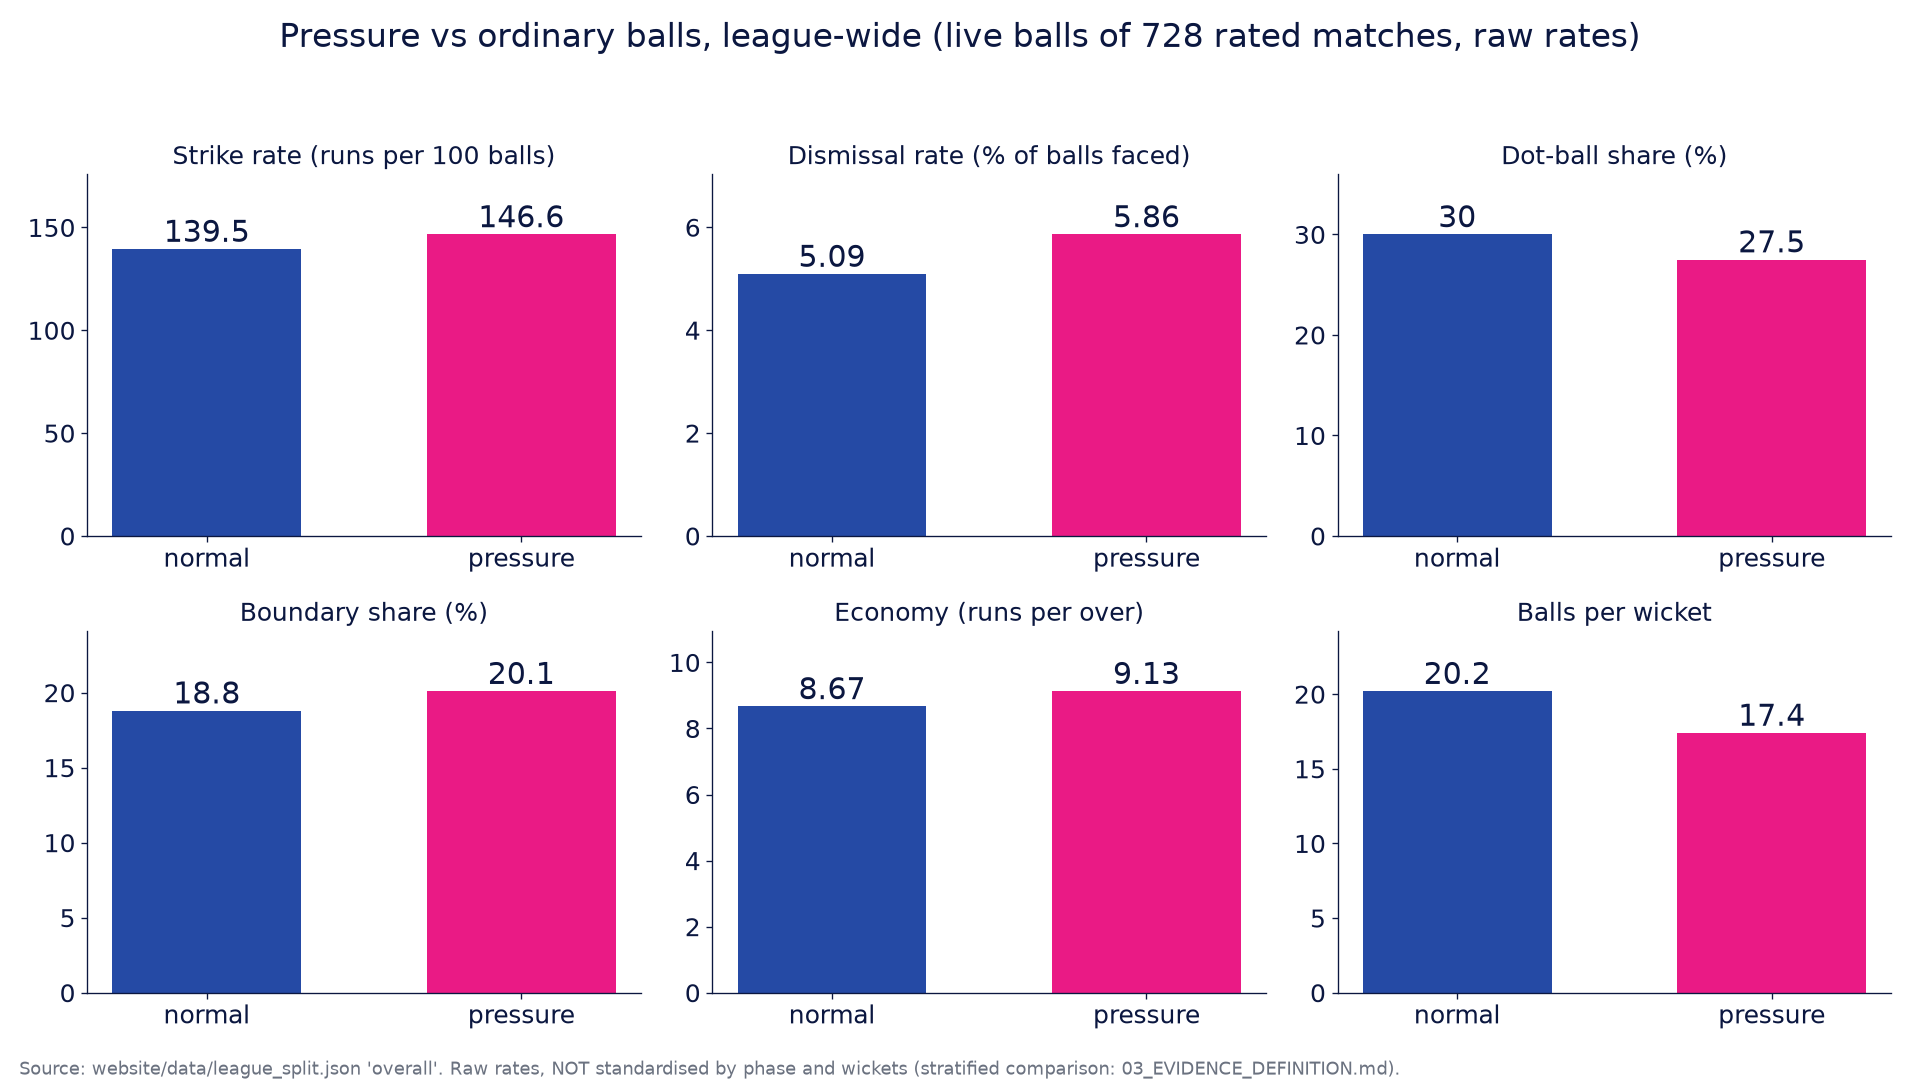 Pressure vs ordinary balls, league-wide (live balls of 728 rated matches, raw rates)
Strike rate (runs per 100 balls)
150
100
50
0
139.5
146.6
normal
pressure
Dismissal rate (% of balls faced)
6
4
2
0
5.09
5.86
normal
pressure
Dot-ball share (%)
30
20
10
0
30
27.5
normal
pressure
Boundary share (%)
20
15
10
5
0
18.8
20.1
normal
pressure
Economy (runs per over)
10
8
6
4
2
0
8.67
9.13
normal
pressure
Balls per wicket
20
15
10
5
0
20.2
17.4
normal
pressure
Source: website/data/league_split.json 'overall'. Raw rates, NOT standardised by phase and wickets (stratified comparison: 03_EVIDENCE_DEFINITION.md).